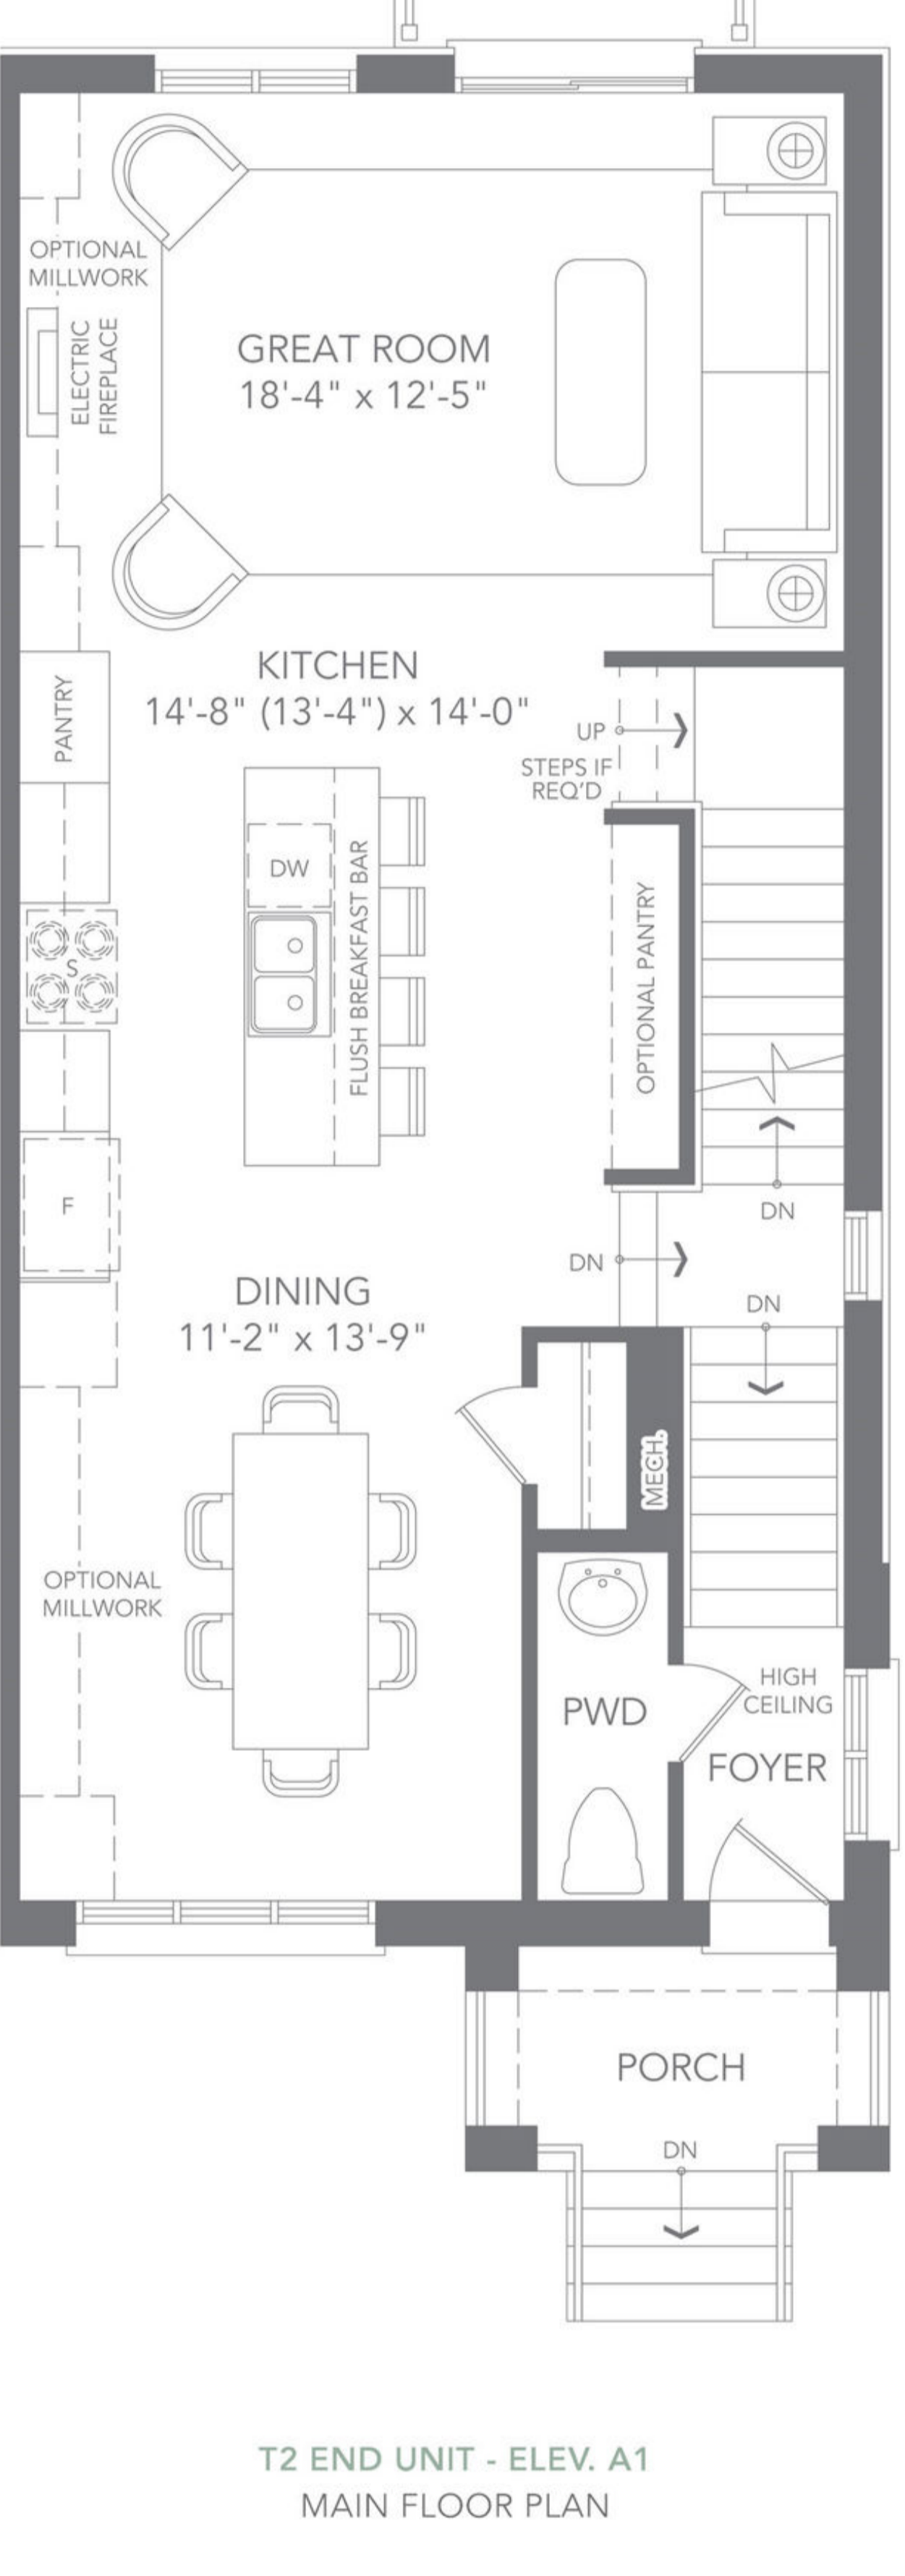 OPTIONAL
MILLWORK
ELECTRIC
FIREPLACE
GREAT ROOM
18'-4" x 12'-5"
KITCHEN
14'-8" (13'-4") x 14'-0"
PANTRY
UP
STEPS IF
REQ'D
DW
FLUSH BREAKFAST BAR
S
OPTIONAL PANTRY
F
DN
DN
DN
DINING
11'-2" x 13'-9"
MECH.
OPTIONAL
MILLWORK
PWD
HIGH
CEILING
FOYER
PORCH
DN
T2 END UNIT - ELEV. A1
MAIN FLOOR PLAN